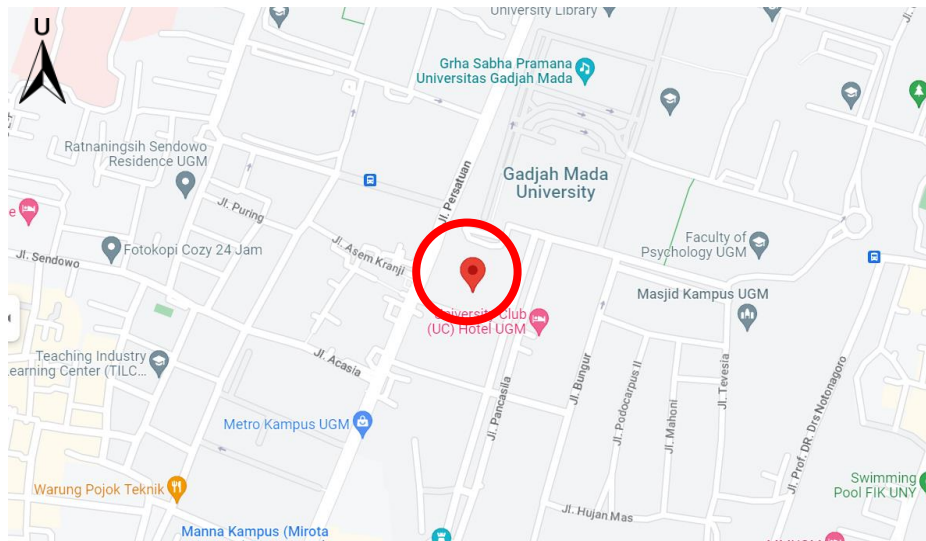 U
University Library
Grha Sabha Pramana
Universitas Gadjah Mada
Ratnaningsih Sendowo
Residence UGM
Jl. Persatuan
Gadjah Mada
University
Jl. Puring
e
Fotokopi Cozy 24 Jam
Jl. Asem Kranji
Jl. Sendowo
Faculty of
Psychology UGM
Masjid Kampus UGM
University Club
(UC) Hotel UGM
Teaching Industry
earning Center (TILC...
Jl. Acasia
Jl. Bungur
Jl. Podocarpus II
Jl. Tevesia
Jl. Mahoni
Jl. Pancasila
Jl. Prof. DR. Drs Notonagoro
Metro Kampus UGM
Warung Pojok Teknik
Swimming
Pool FIK UNY
Jl. Hujan Mas
Manna Kampus (Mirota